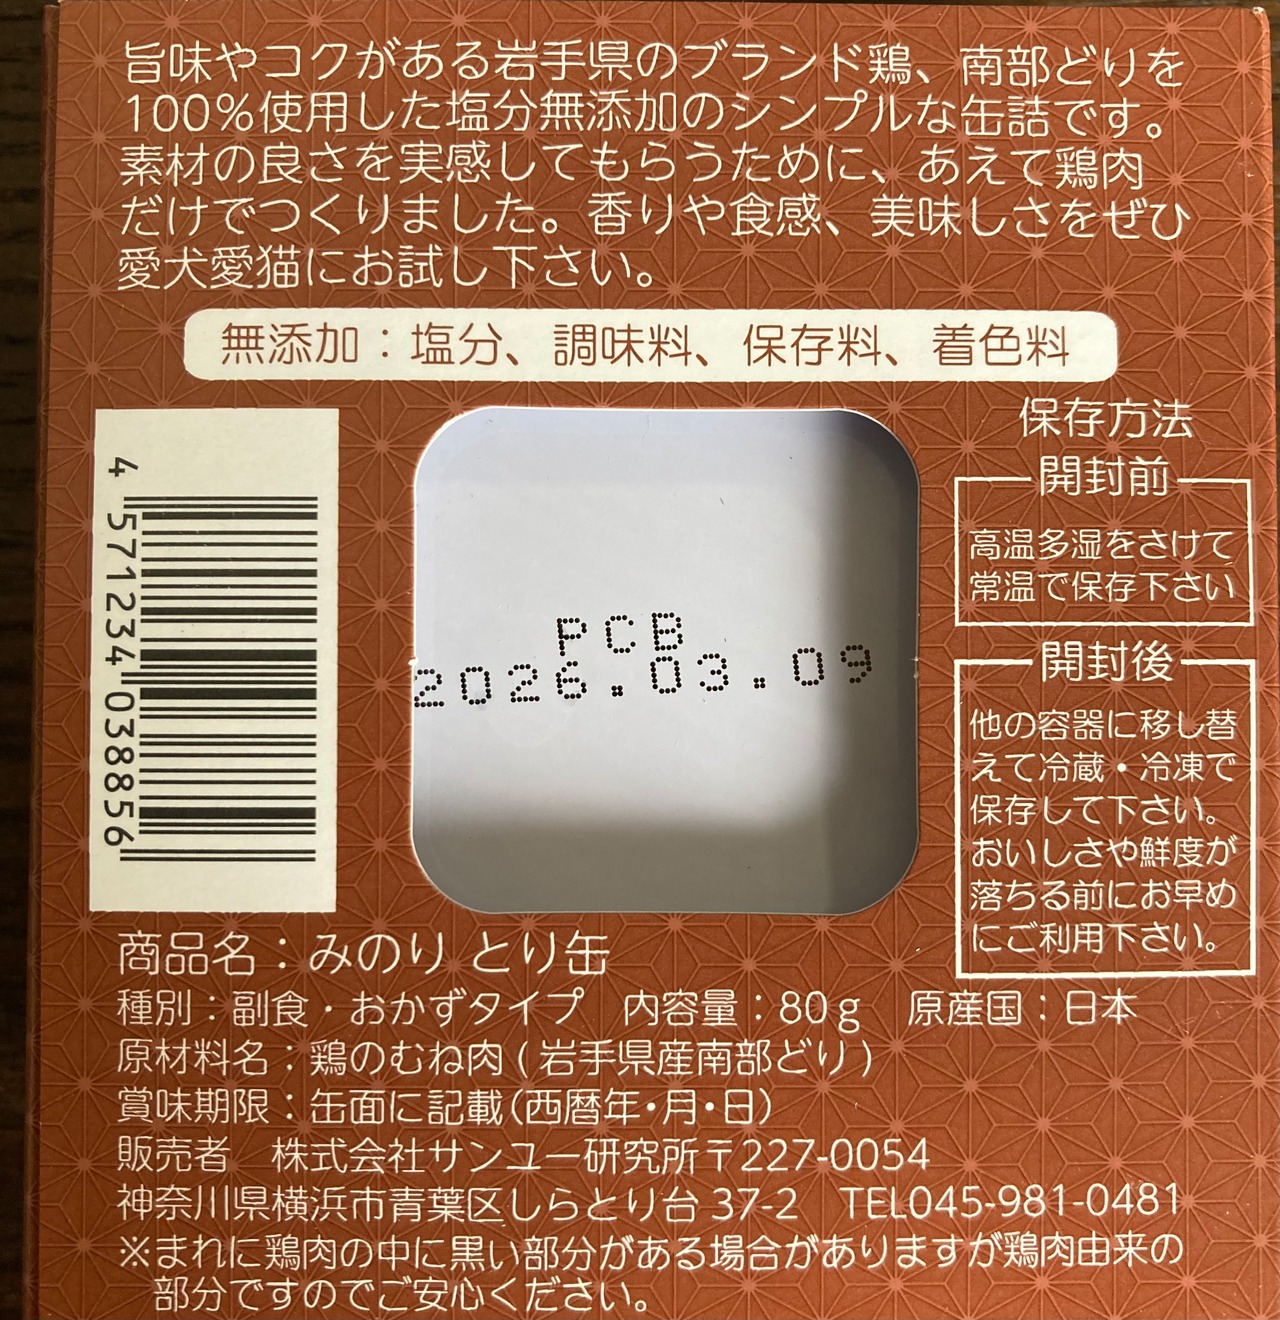 旨味やコクがある岩手県のブランド鶏、南部どりを
100%使用した塩分無添加のシンプルな缶詰です。
素材の良さを実感してもらうために、あえて鶏肉
だけでつくりました。香りや食感、美味しさをぜひ
愛犬愛猫にお試し下さい。
無添加：塩分、調味料、保存料、着色料
4 571234 038856
PCB
2026.03.09
保存方法
開封前
高温多湿をさけて
常温で保存下さい
開封後
他の容器に移し替
えて冷蔵・冷凍で
保存して下さい。
おいしさや鮮度が
落ちる前にお早め
にご利用下さい。
商品名：みのり とり缶
種別：副食・おかずタイプ　内容量：80g　原産国：日本
原材料名：鶏のむね肉（岩手県産南部どり）
賞味期限：缶面に記載（西暦年・月・日）
販売者　株式会社サンユー研究所〒227-0054
神奈川県横浜市青葉区しらとり台 37-2　TEL045-981-0481
※まれに鶏肉の中に黒い部分がある場合がありますが鶏肉由来の
部分ですのでご安心ください。